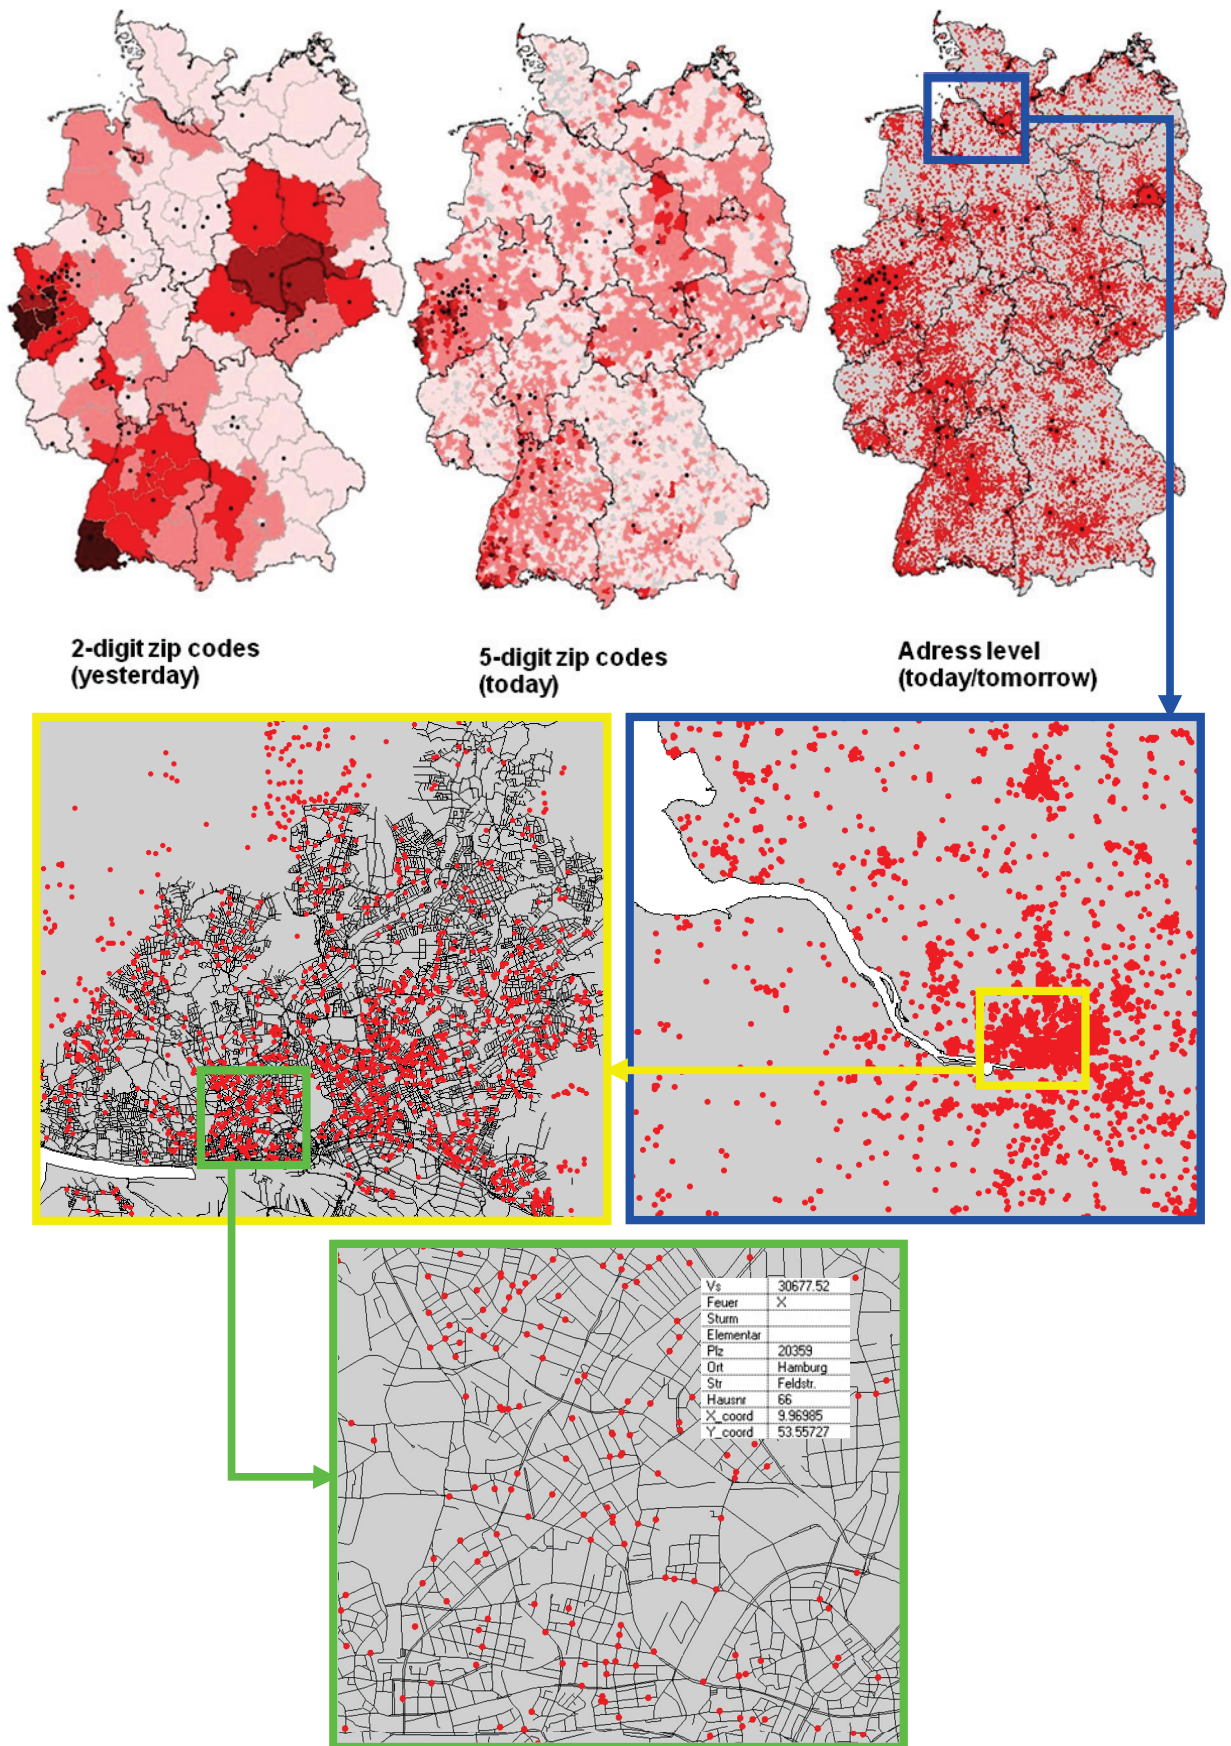 2-digit zip codes
(yesterday)
5-digit zip codes
(today)
Adress level
(today/tomorrow)
Vs 30677.52
Feuer X
Sturm
Elementar
Plz 20359
Ort Hamburg
Str Feldstr.
Hausnr 66
X_coord 9.96985
Y_coord 53.55727